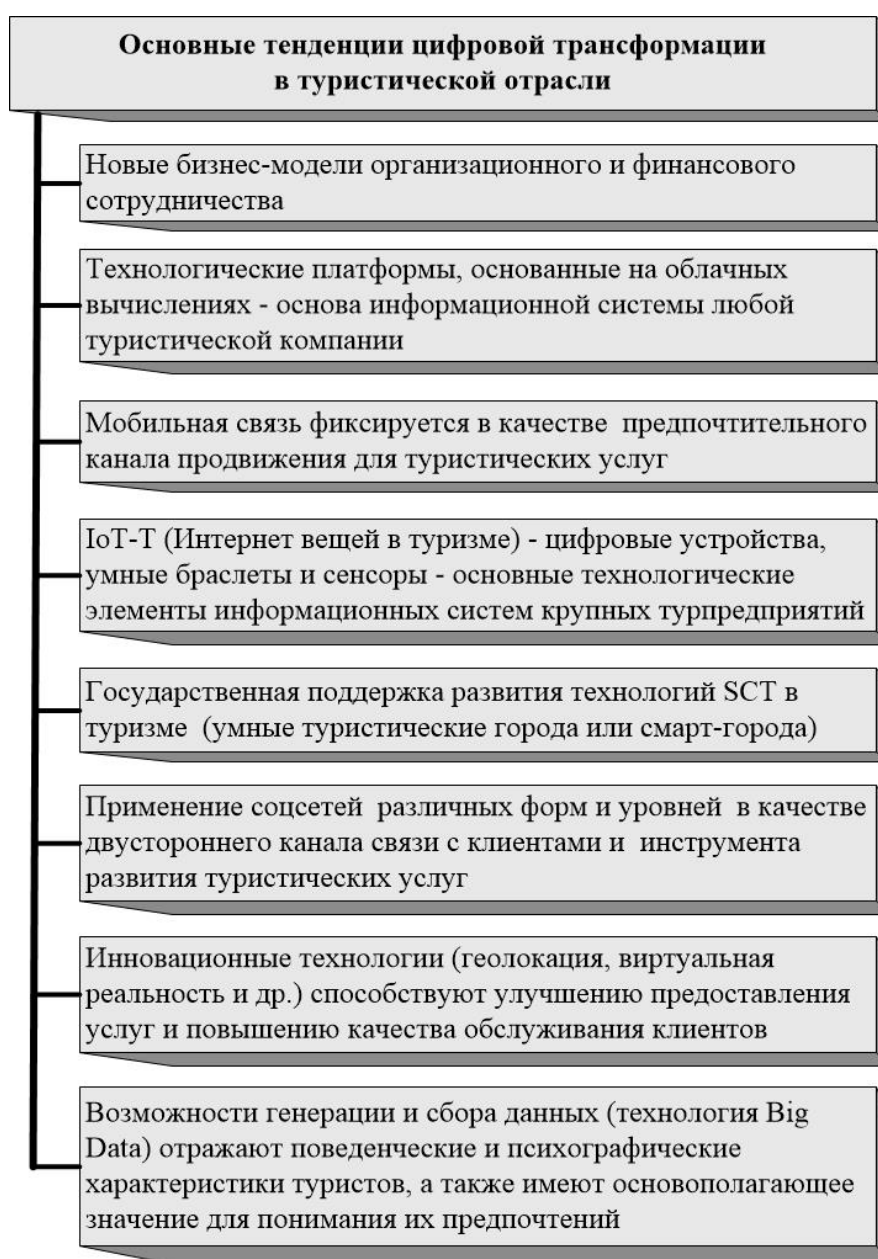 Основные тенденции цифровой трансформации
в туристической отрасли
Новые бизнес-модели организационного и финансового
сотрудничества
Технологические платформы, основанные на облачных
вычислениях - основа информационной системы любой
туристической компании
Мобильная связь фиксируется в качестве предпочтительного
канала продвижения для туристических услуг
IoT-T (Интернет вещей в туризме) - цифровые устройства,
умные браслеты и сенсоры - основные технологические
элементы информационных систем крупных турпредприятий
Государственная поддержка развития технологий SCT в
туризме (умные туристические города или смарт-города)
Применение соцсетей различных форм и уровней в качестве
двустороннего канала связи с клиентами и инструмента
развития туристических услуг
Инновационные технологии (геолокация, виртуальная
реальность и др.) способствуют улучшению предоставления
услуг и повышению качества обслуживания клиентов
Возможности генерации и сбора данных (технология Big
Data) отражают поведенческие и психографические
характеристики туристов, а также имеют основополагающее
значение для понимания их предпочтений